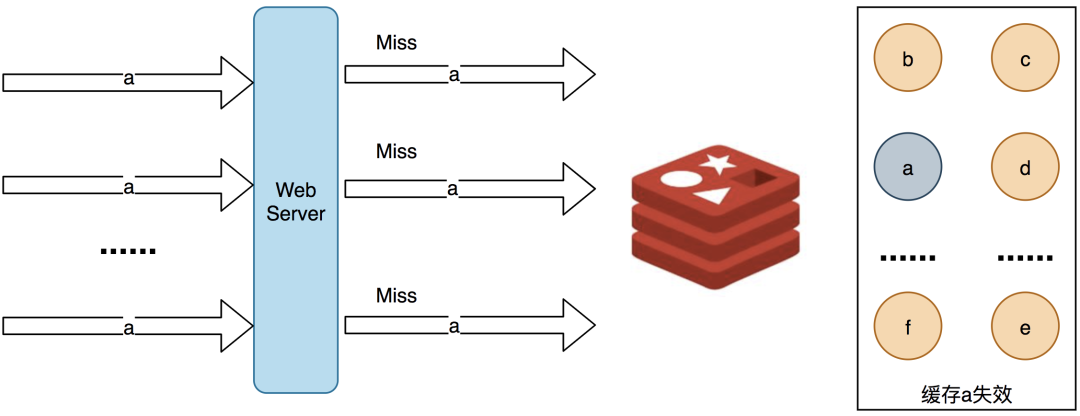 a
a
......
a
Web
Server
Miss
a
Miss
a
Miss
a
b
c
a
d
......
......
f
e
缓存a失效